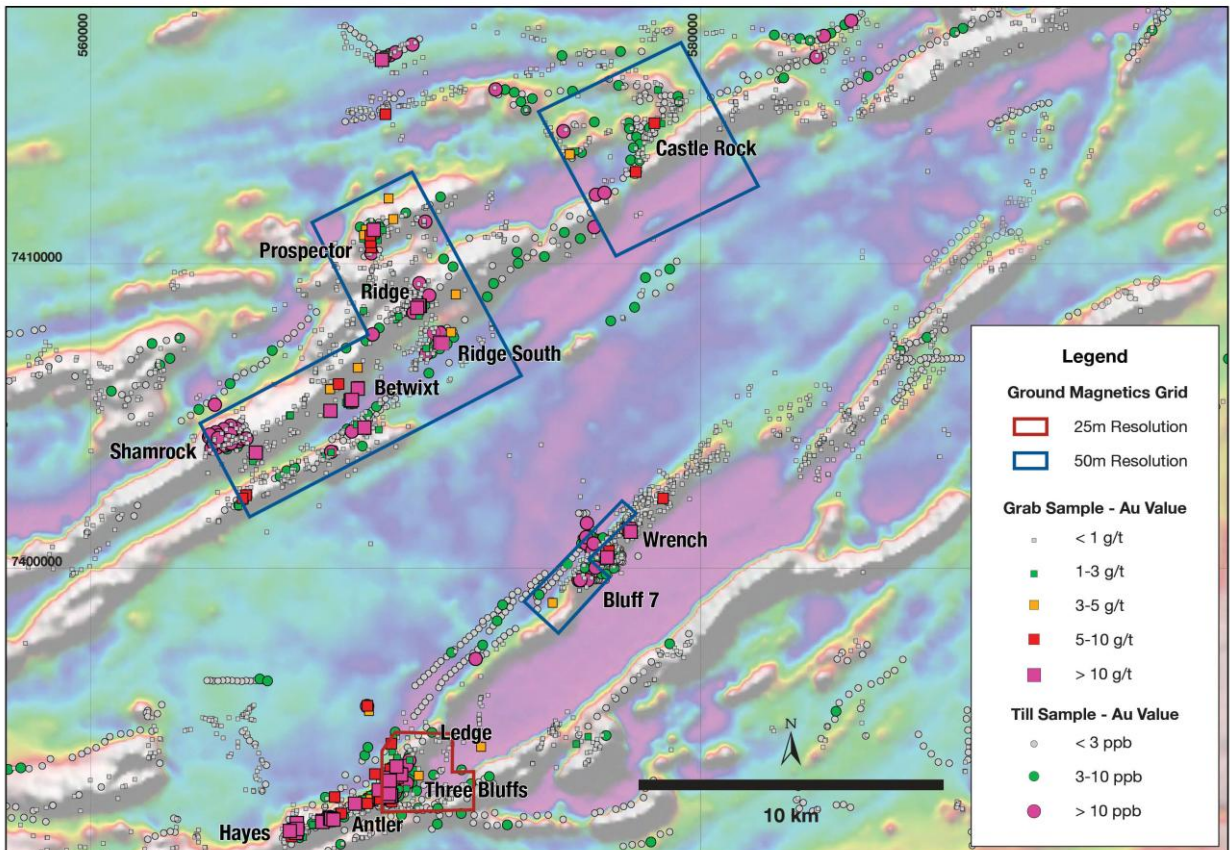 560000
580000
Castle Rock
Prospector
7410000
Ridge
Ridge South
Betwixt
Shamrock
Wrench
7400000
Bluff 7
Ledge
Three Bluffs
Antler
Hayes
N
10 km
Legend
Ground Magnetics Grid
25m Resolution
50m Resolution
Grab Sample - Au Value
< 1 g/t
1-3 g/t
3-5 g/t
5-10 g/t
> 10 g/t
Till Sample - Au Value
< 3 ppb
3-10 ppb
> 10 ppb